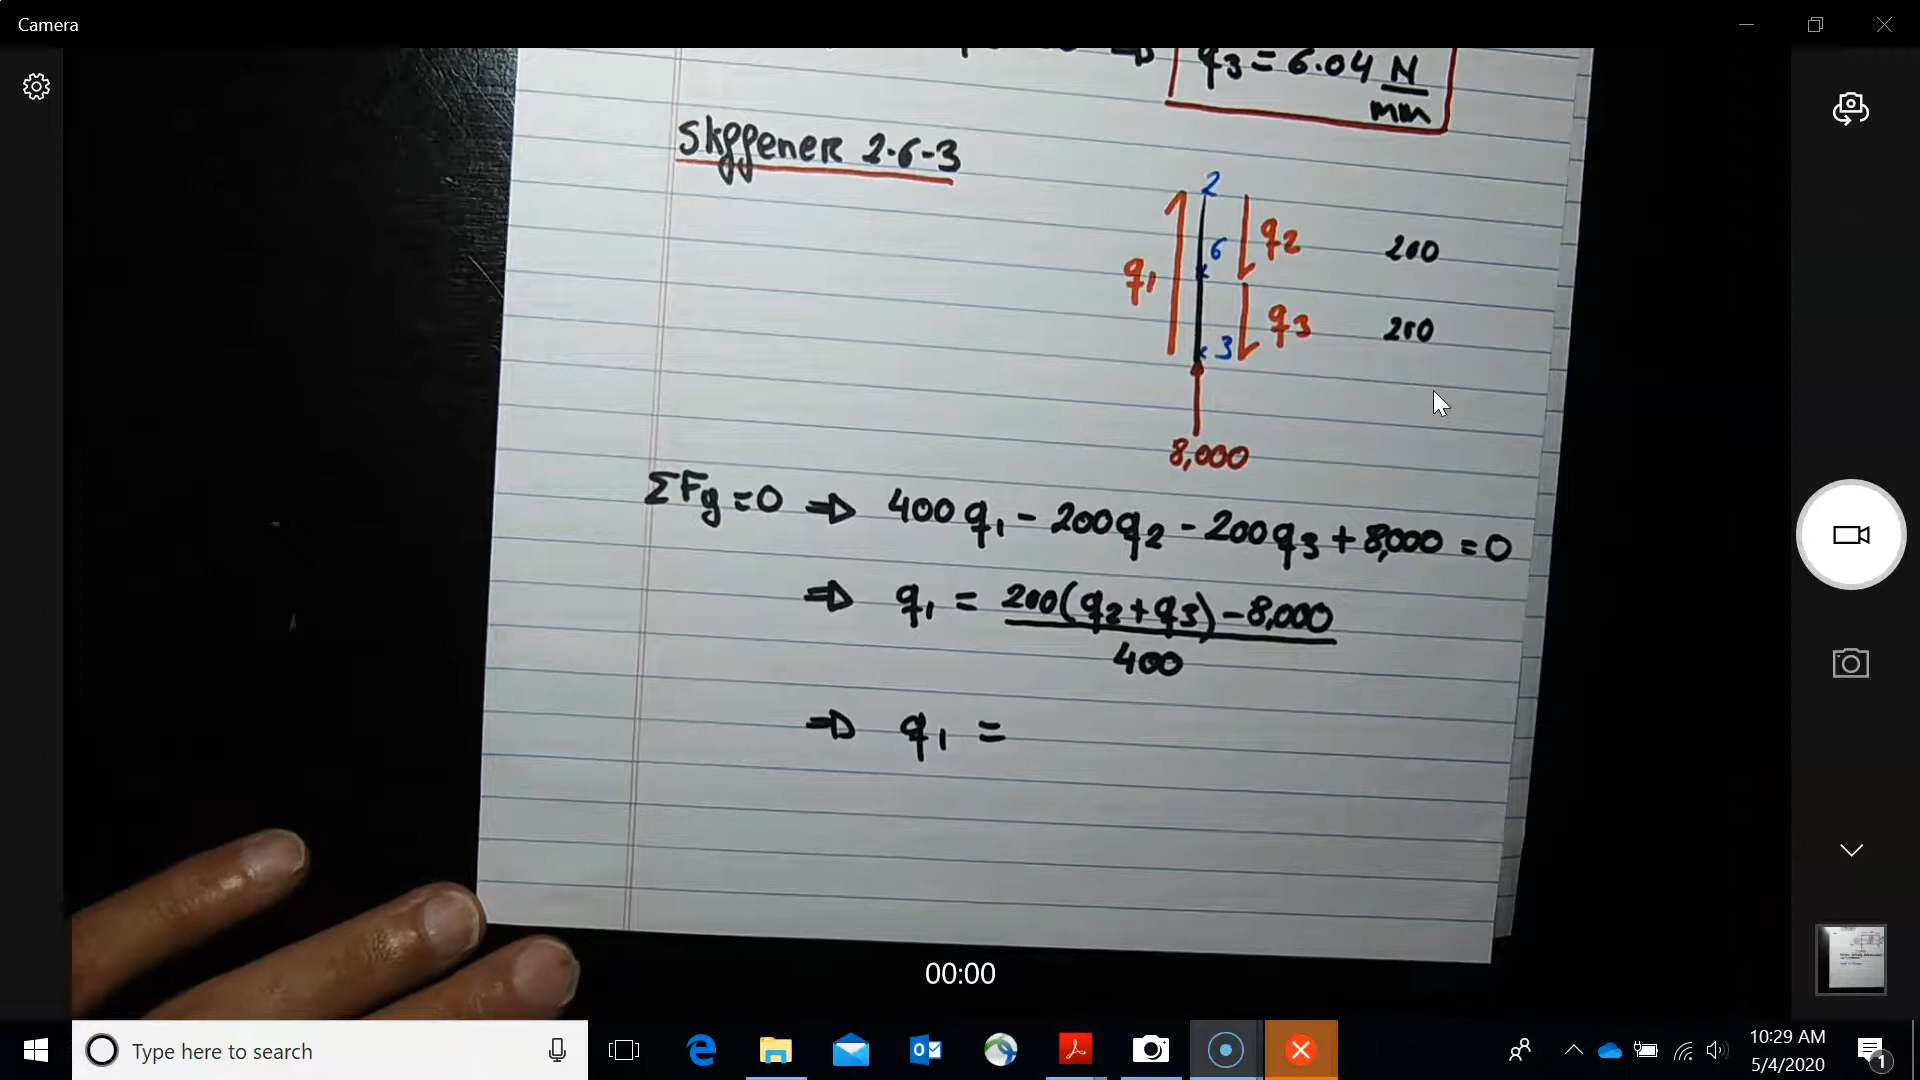 Camera
q3 = 6.04 N
mm
Skggener 2-6-3
2
q1 6 q2 200
q3 200
3
8,000
ΣFy = 0 ⇒ 400 q1 - 200 q2 - 200 q3 + 8,000 = 0
⇒ q1 = 200(q2 + q3) - 8,000
400
⇒ q1 =
00:00
Type here to search
10:29 AM
5/4/2020
1